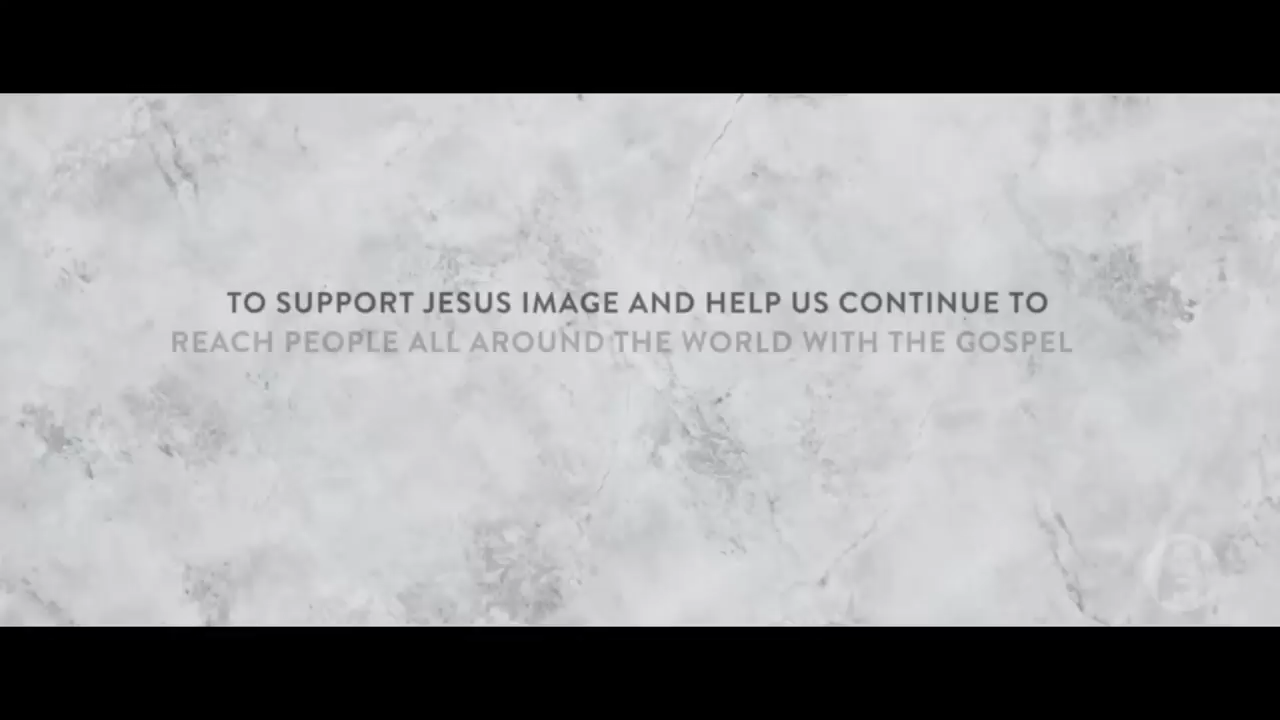 TO SUPPORT JESUS IMAGE AND HELP US CONTINUE TO
REACH PEOPLE ALL AROUND THE WORLD WITH THE GOSPEL